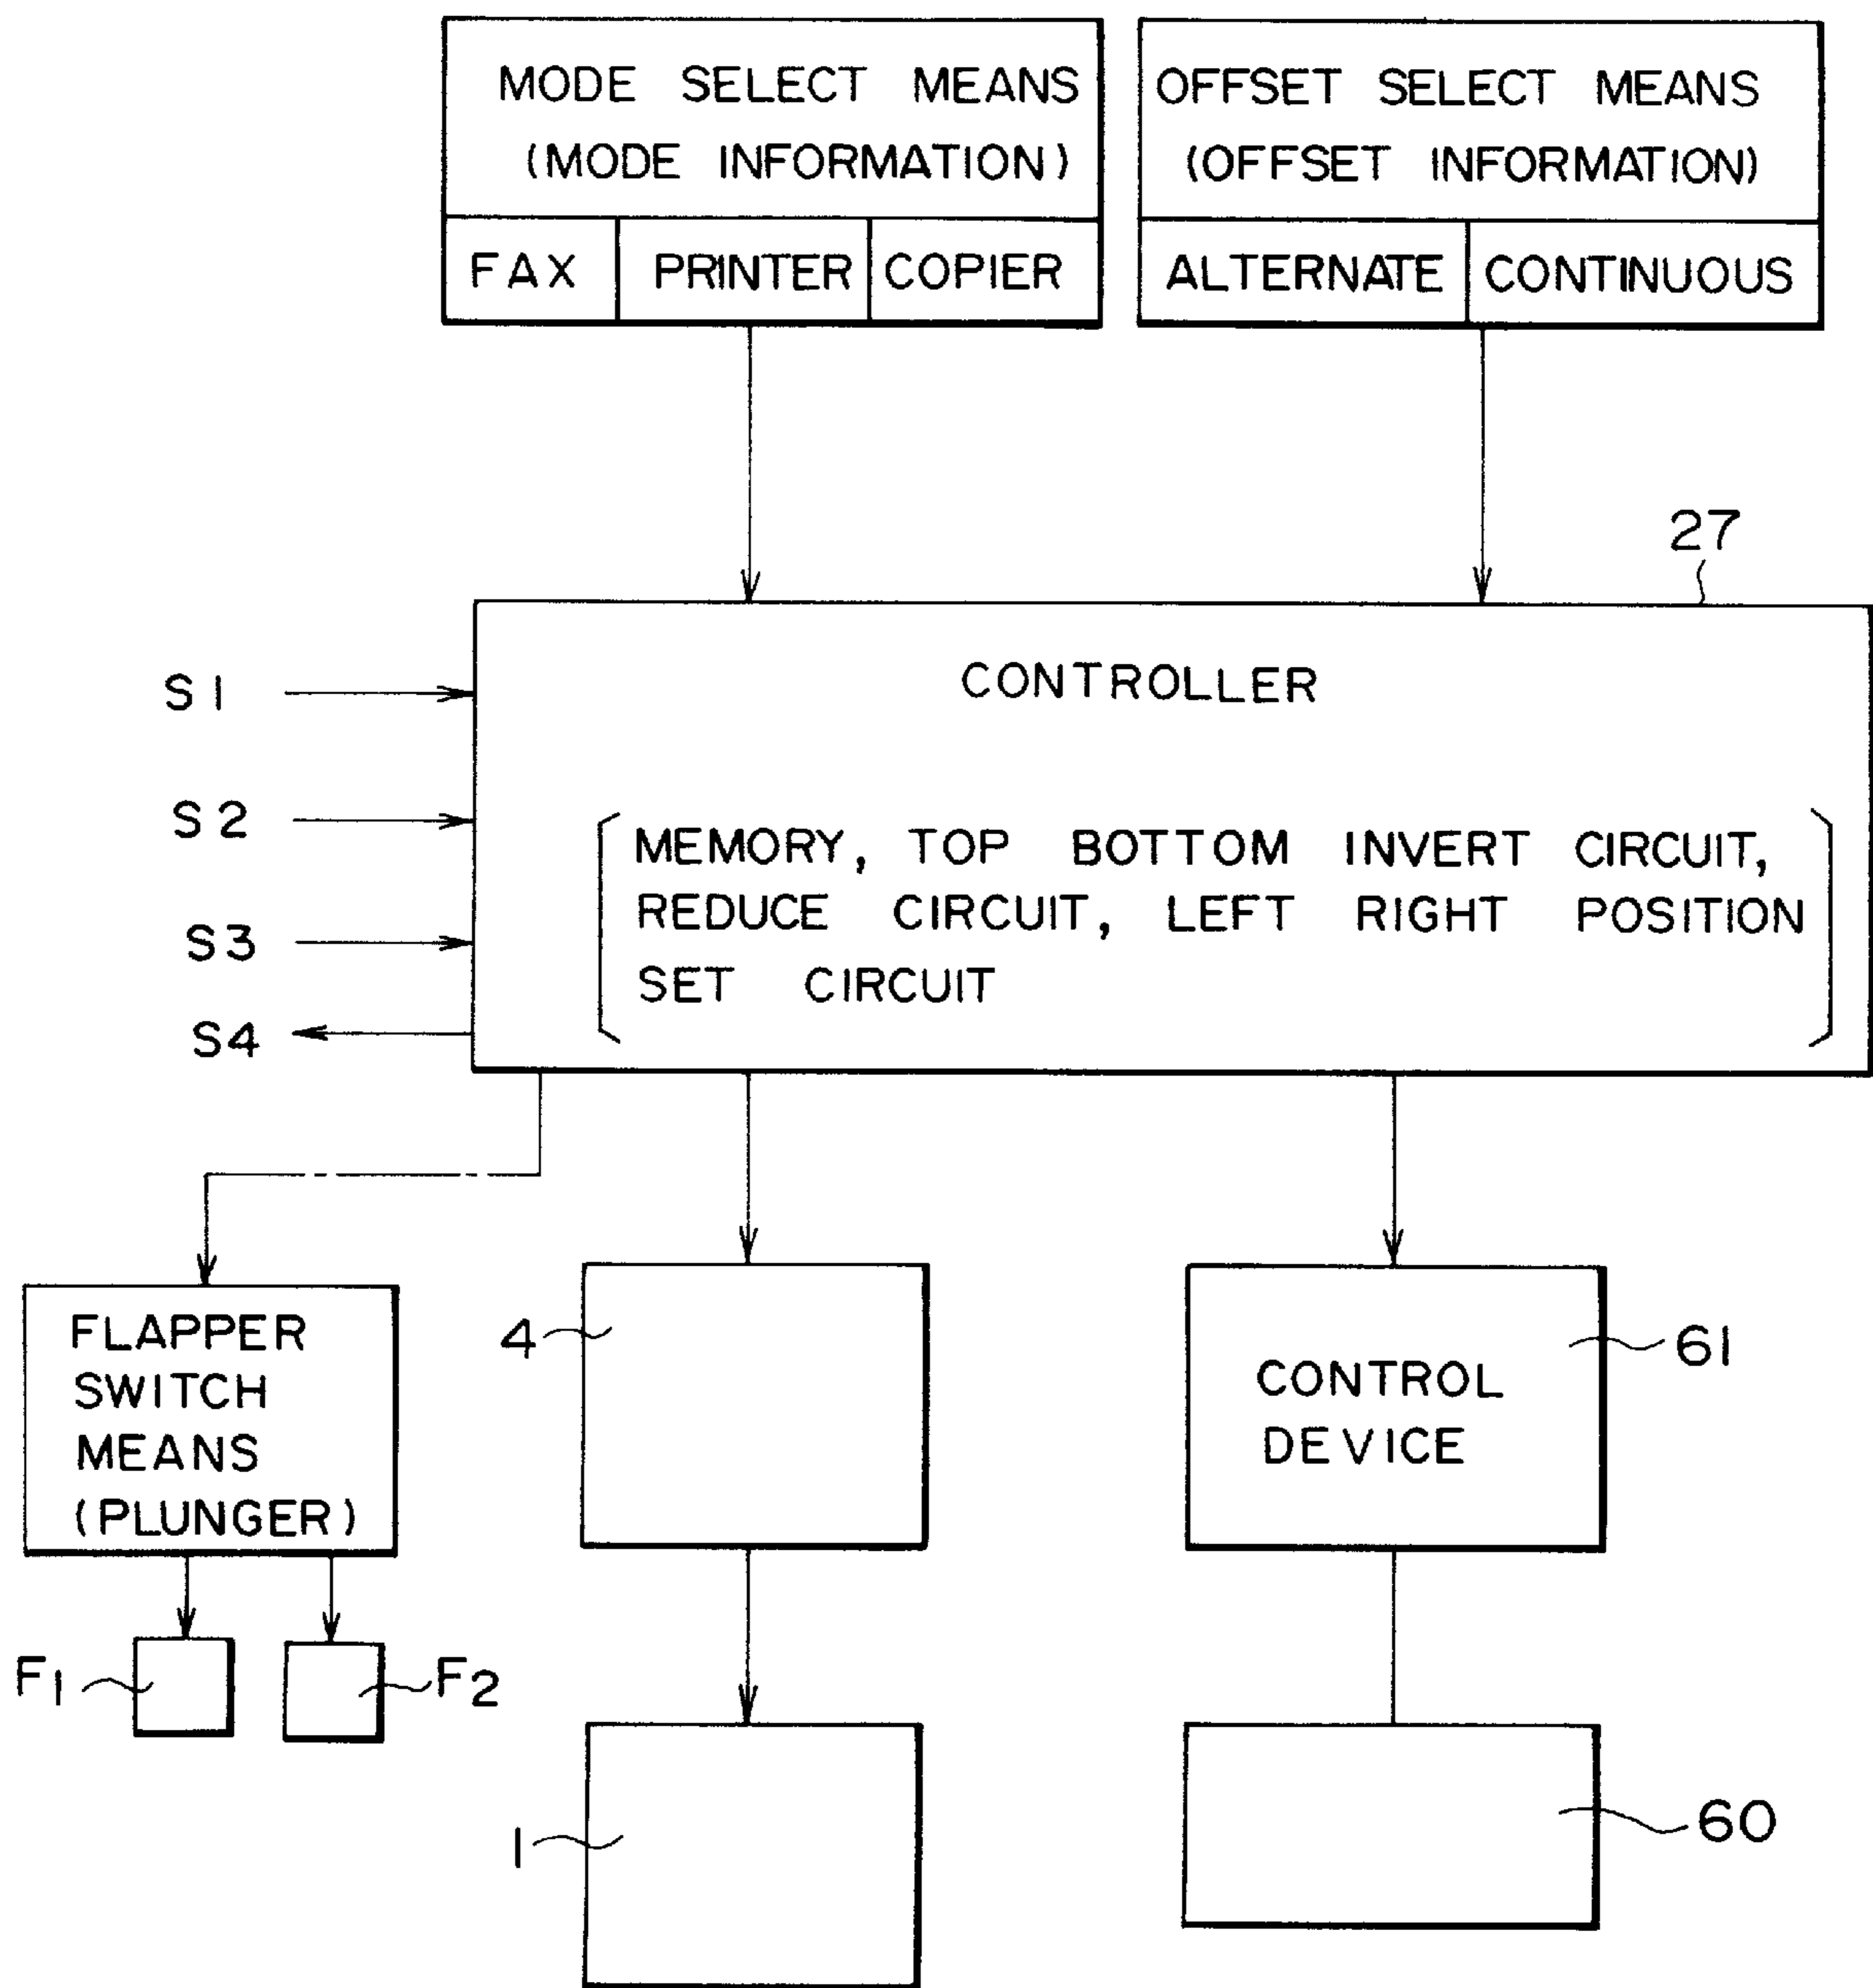 MODE SELECT MEANS
(MODE INFORMATION)
FAX PRINTER COPIER
OFFSET SELECT MEANS
(OFFSET INFORMATION)
ALTERNATE CONTINUOUS
27
CONTROLLER
S1
S2
S3
S4
MEMORY, TOP BOTTOM INVERT CIRCUIT,
REDUCE CIRCUIT, LEFT RIGHT POSITION
SET CIRCUIT
FLAPPER
SWITCH
MEANS
(PLUNGER)
4
CONTROL
DEVICE
61
F1
F2
1
60